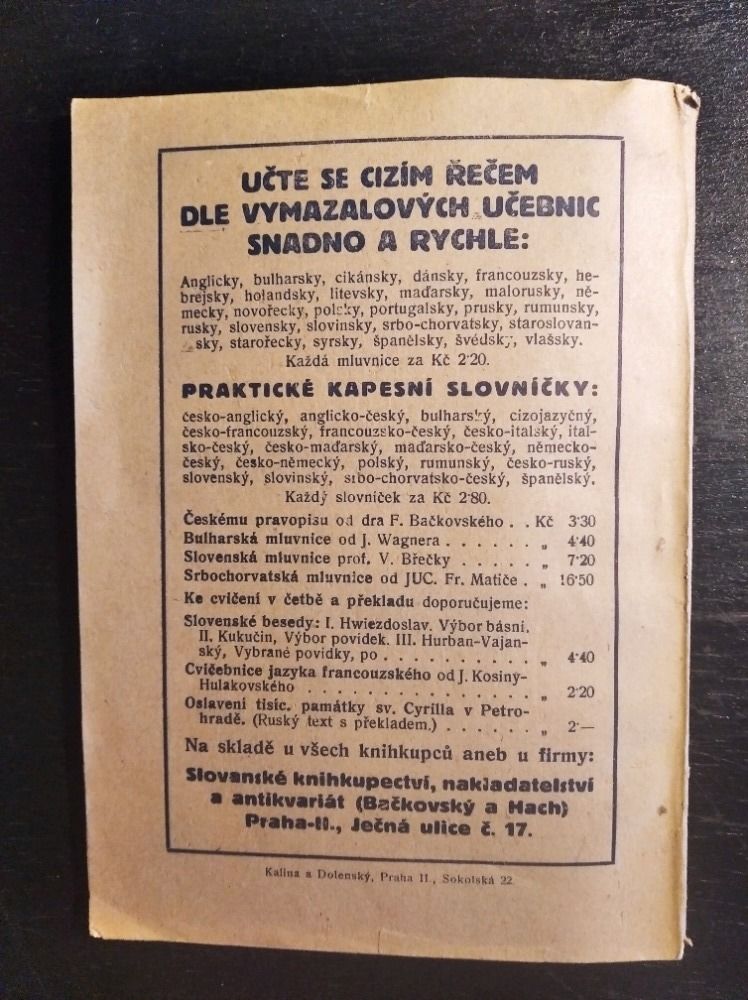 UČTE SE CIZÍM ŘEČEM
DLE VYMAZALOVÝCH UČEBNIC
SNADNO A RYCHLE:
Anglicky, bulharsky, cikánsky, dánsky, francouzsky, he-
brejsky, holandsky, litevsky, maďarsky, malorusky, ně-
mecky, novořecky, polsky, portugalsky, prusky, rumunsky,
rusky, slovensky, slovinsky, srbo-chorvatsky, staroslovan-
sky, starořecky, syrsky, španělsky, švédsky, vlašsky.
Každá mluvnice za Kč 2·20.
PRAKTICKÉ KAPESNÍ SLOVNÍČKY:
česko-anglický, anglicko-český, bulharský, cizojazyčný,
česko-francouzský, francouzsko-český, česko-italský, ital-
sko-český, česko-maďarský, maďarsko-český, německo-
český, česko-německý, polský, rumunský, česko-ruský,
slovenský, slovinský, srbo-chorvatsko-český, španělský.
Každý slovníček za Kč 2·80.
Českému pravopisu od dra F. Bačkovského . . Kč 3·30
Bulharská mluvnice od J. Wagnera . . . . . . „ 4·40
Slovenská mluvnice prof. V. Břečky . . . . . „ 7·20
Srbochorvatská mluvnice od JUC. Fr. Matiče . „ 16·50
Ke cvičení v četbě a překladu doporučujeme:
Slovenské besedy: I. Hwiezdoslav. Výbor básní.
II. Kukučin, Výbor povídek. III. Hurban-Vajan-
ský, Vybrané povídky, po . . . . . . . . . . „ 4·40
Cvičebnice jazyka francouzského od J. Kosiny-
Hulakovského . . . . . . . . . . . . . . . „ 2·20
Oslavení tisíc. památky sv. Cyrilla v Petro-
hradě. (Ruský text s překladem.) . . . . . . „ 2·—
Na skladě u všech knihkupců aneb u firmy:
Slovanské knihkupectví, nakladatelství
a antikvariát (Bačkovský a Hach)
Praha-II., Ječná ulice č. 17.
Kalina a Dolenský, Praha II., Sokolská 22